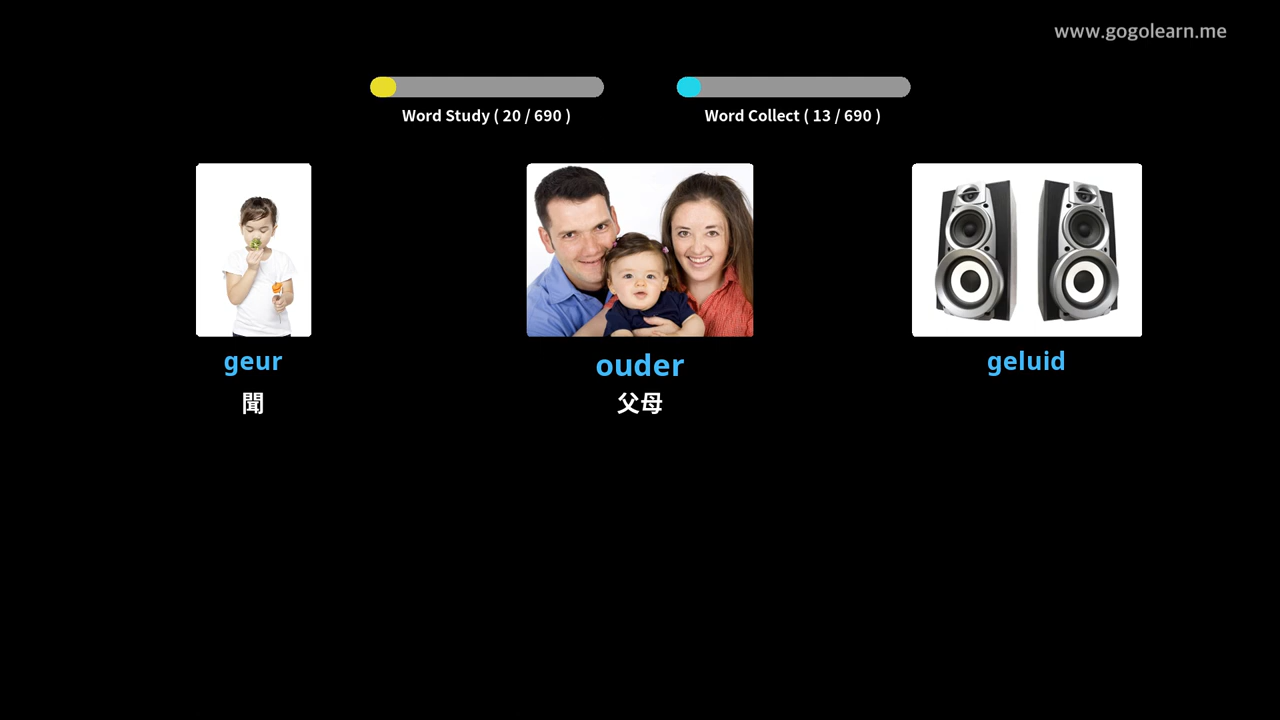 www.gogolearn.me
Word Study ( 20 / 690 )
Word Collect ( 13 / 690 )
geur
ouder
geluid
聞
父母